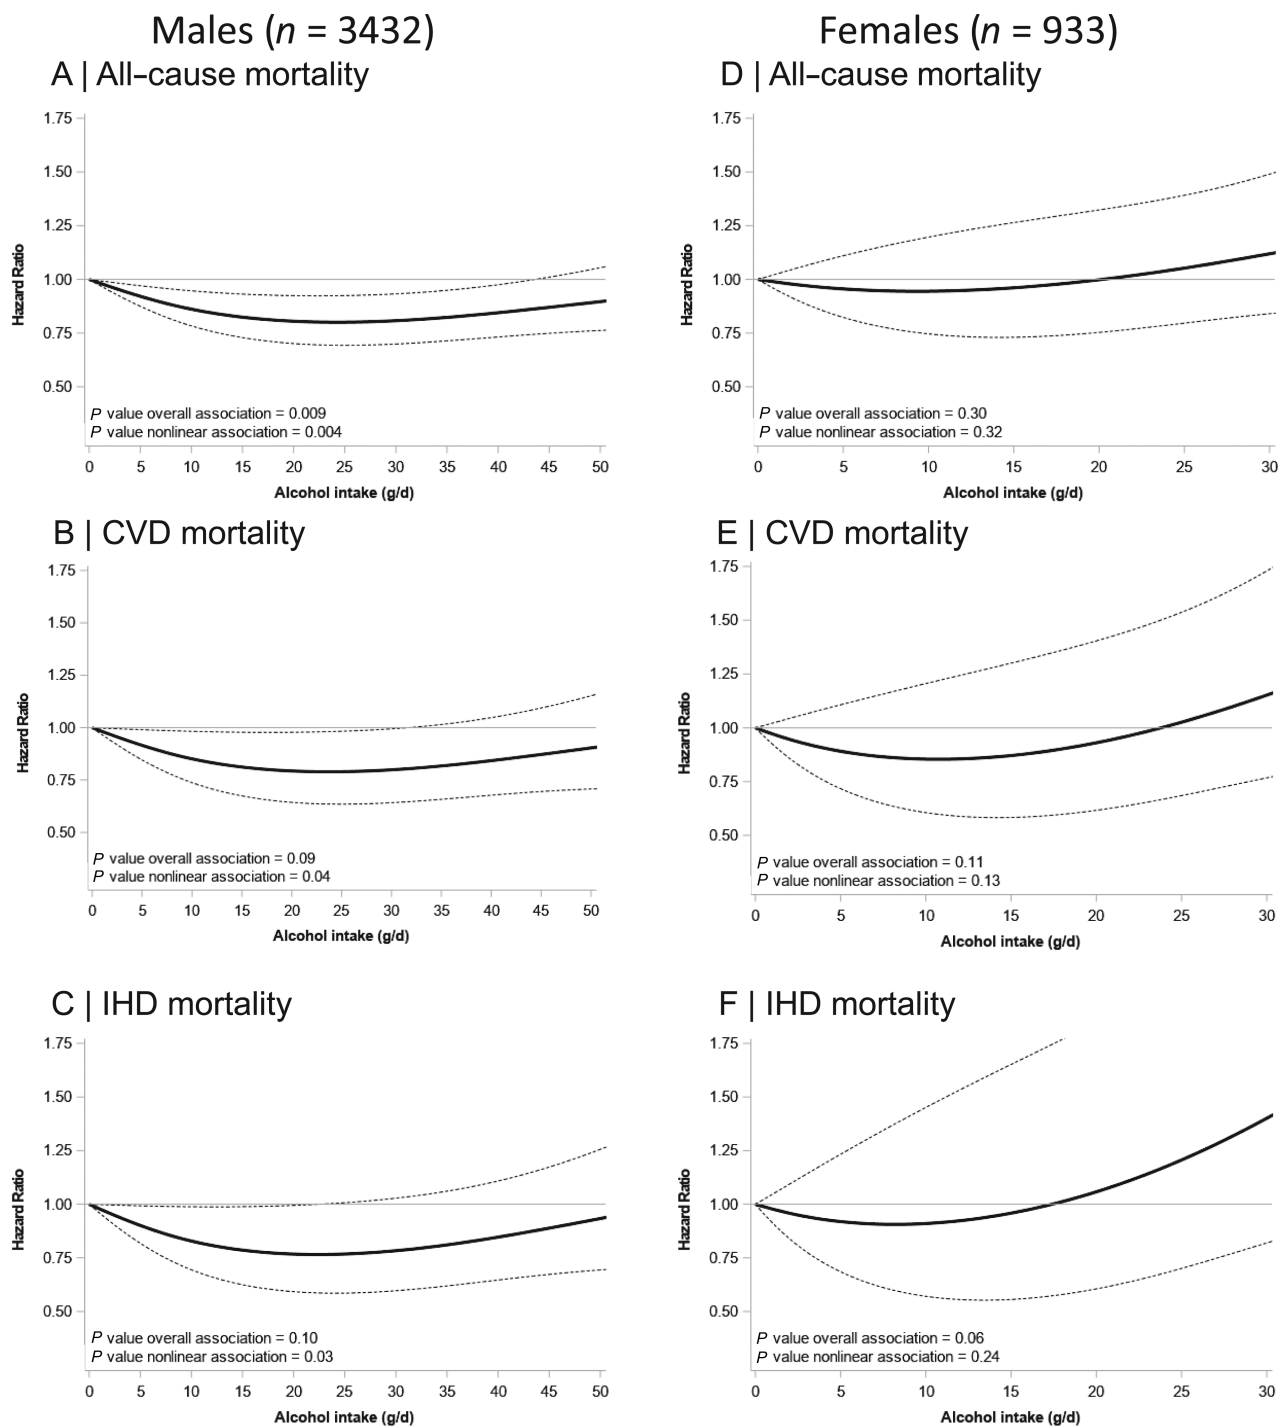 Males (n = 3432)
Females (n = 933)
A | All-cause mortality
D | All-cause mortality
1.75
1.50
1.25
1.00
0.75
0.50
Hazard Ratio
P value overall association = 0.009
P value nonlinear association = 0.004
0 5 10 15 20 25 30 35 40 45 50
Alcohol intake (g/d)
1.75
1.50
1.25
1.00
0.75
0.50
Hazard Ratio
P value overall association = 0.30
P value nonlinear association = 0.32
0 5 10 15 20 25 30
Alcohol intake (g/d)
B | CVD mortality
E | CVD mortality
1.75
1.50
1.25
1.00
0.75
0.50
Hazard Ratio
P value overall association = 0.09
P value nonlinear association = 0.04
0 5 10 15 20 25 30 35 40 45 50
Alcohol intake (g/d)
1.75
1.50
1.25
1.00
0.75
0.50
Hazard Ratio
P value overall association = 0.11
P value nonlinear association = 0.13
0 5 10 15 20 25 30
Alcohol intake (g/d)
C | IHD mortality
F | IHD mortality
1.75
1.50
1.25
1.00
0.75
0.50
Hazard Ratio
P value overall association = 0.10
P value nonlinear association = 0.03
0 5 10 15 20 25 30 35 40 45 50
Alcohol intake (g/d)
1.75
1.50
1.25
1.00
0.75
0.50
Hazard Ratio
P value overall association = 0.06
P value nonlinear association = 0.24
0 5 10 15 20 25 30
Alcohol intake (g/d)